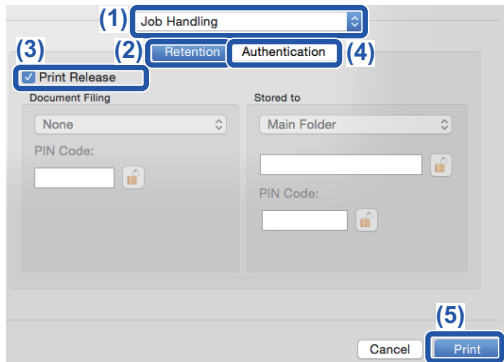 (1) Job Handling
(2) Retention Authentication (4)
(3)
Print Release
Document Filing Stored to
None Main Folder
PIN Code:
PIN Code:
(5)
Cancel Print